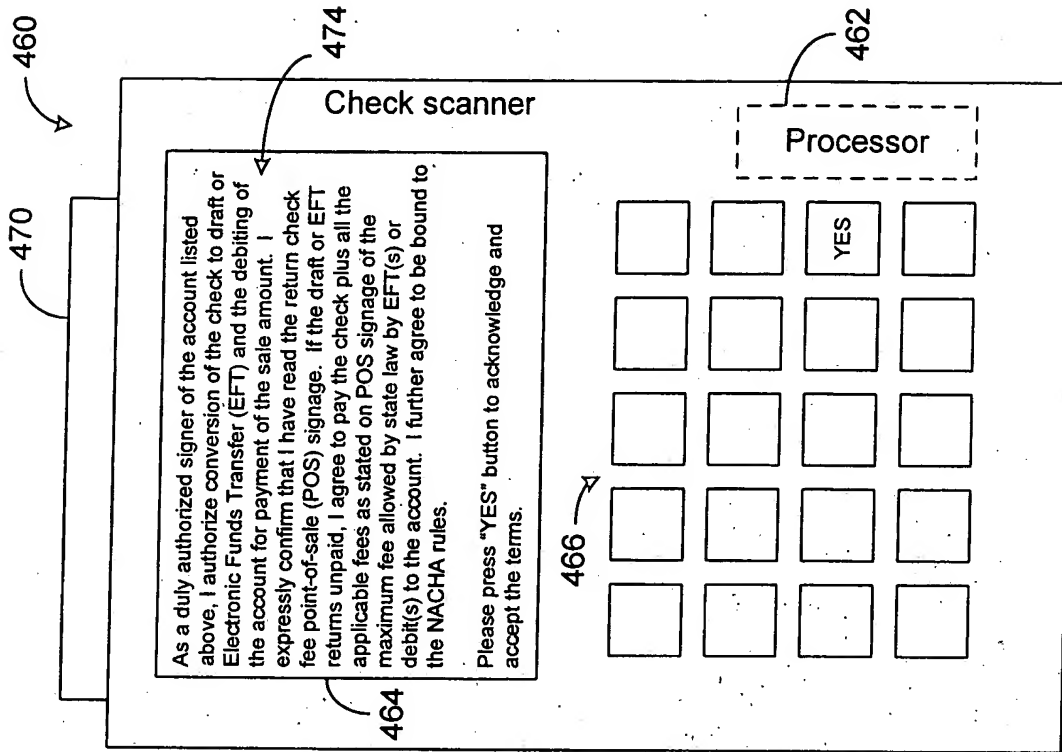 460
470
As a duly authorized signer of the account listed
above, I authorize conversion of the check to draft or
Electronic Funds Transfer (EFT) and the debiting of
the account for payment of the sale amount. I
expressly confirm that I have read the return check
fee point-of-sale (POS) signage. If the draft or EFT
returns unpaid, I agree to pay the check plus all the
applicable fees as stated on POS signage of the
maximum fee allowed by state law by EFT(s) or
debit(s) to the account. I further agree to be bound to
the NACHA rules.
Please press "YES" button to acknowledge and
accept the terms.
474
464
Check scanner
462
Processor
466
YES